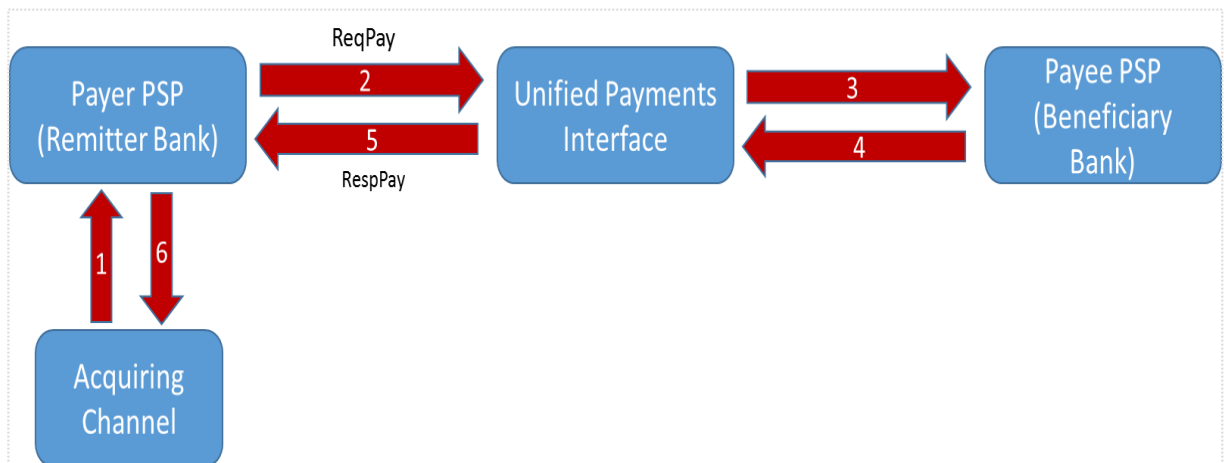 ReqPay
Payer PSP
(Remitter Bank)
2
5
RespPay
Unified Payments
Interface
3
4
Payee PSP
(Beneficiary
Bank)
1
6
Acquiring
Channel